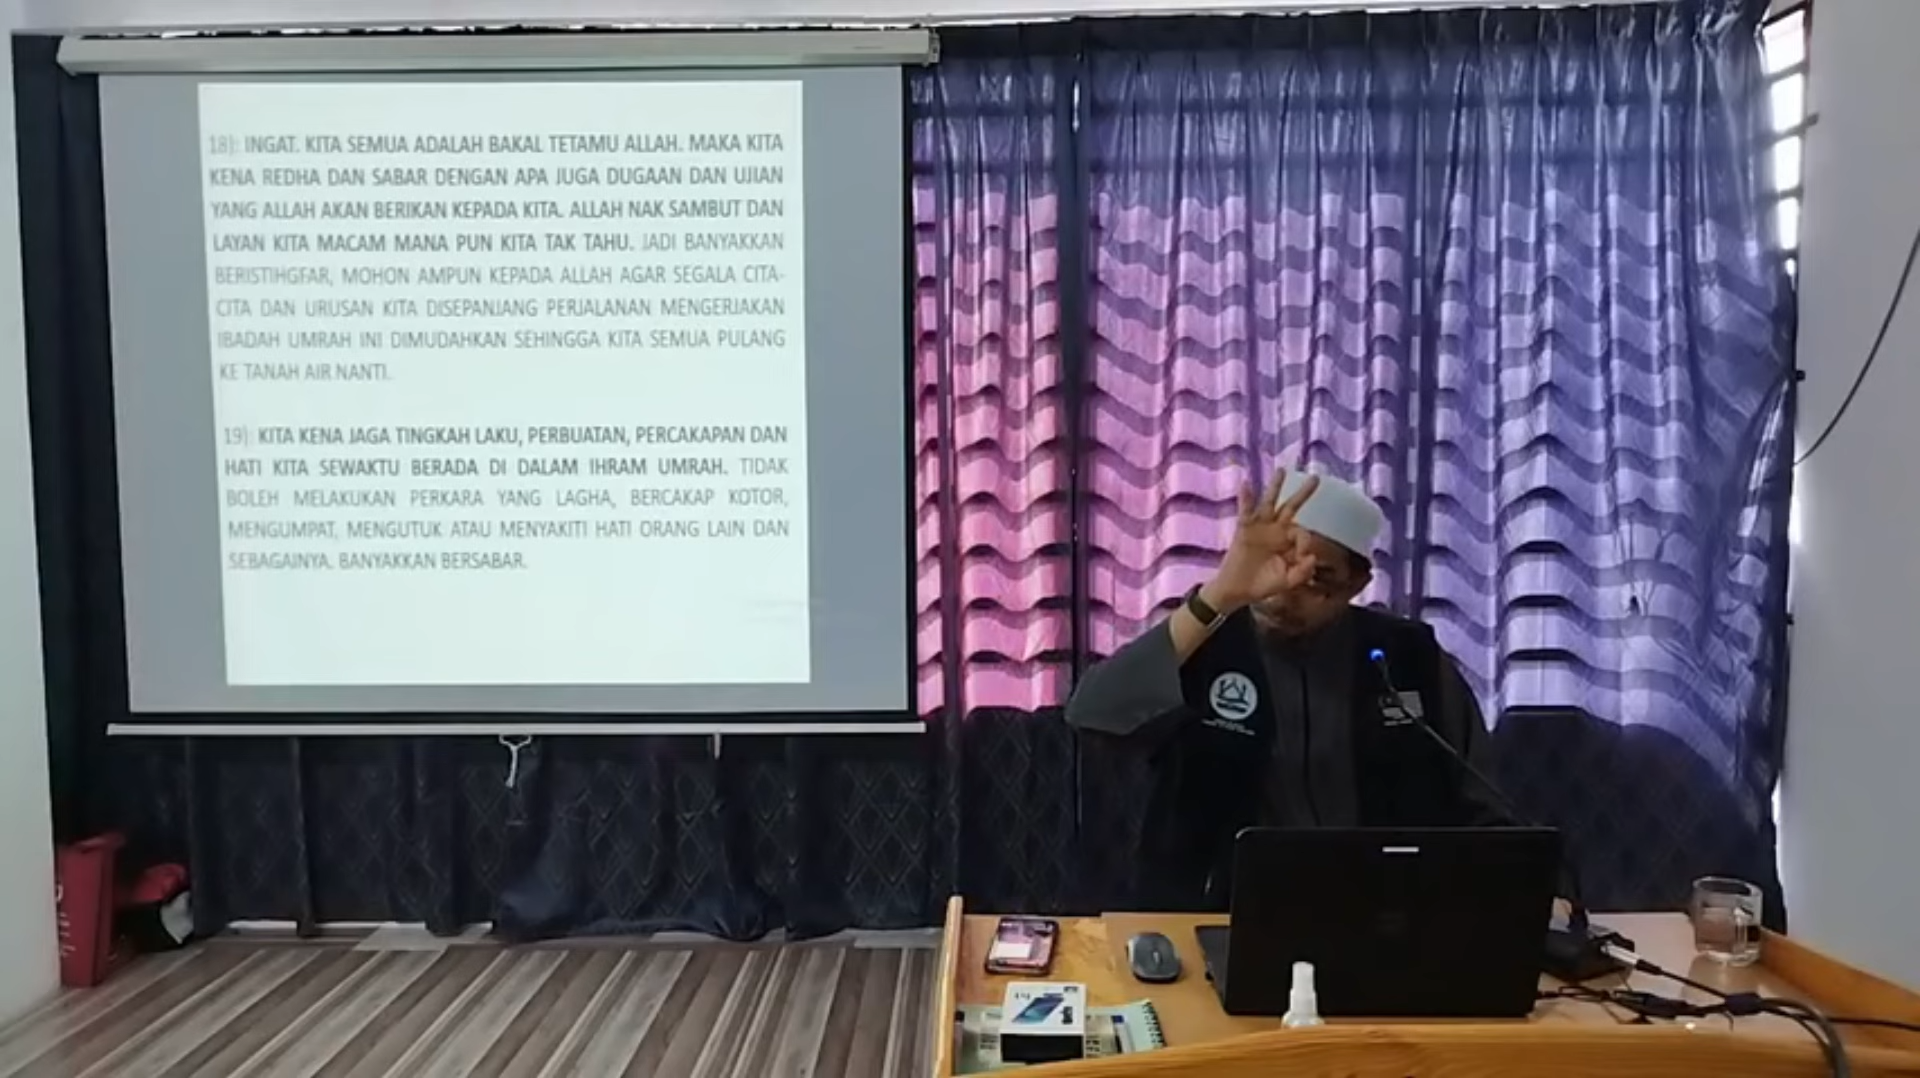 18). INGAT. KITA SEMUA ADALAH BAKAL TETAMU ALLAH. MAKA KITA
KENA REDHA DAN SABAR DENGAN APA JUGA DUGAAN DAN UJIAN
YANG ALLAH AKAN BERIKAN KEPADA KITA. ALLAH NAK SAMBUT DAN
LAYAN KITA MACAM MANA PUN KITA TAK TAHU. JADI BANYAKKAN
BERISTIHGFAR, MOHON AMPUN KEPADA ALLAH AGAR SEGALA CITA-
CITA DAN URUSAN KITA DISEPANJANG PERJALANAN MENGERJAKAN
IBADAH UMRAH INI DIMUDAHKAN SEHINGGA KITA SEMUA PULANG
KE TANAH AIR NANTI.
19). KITA KENA JAGA TINGKAH LAKU, PERBUATAN, PERCAKAPAN DAN
HATI KITA SEWAKTU BERADA DI DALAM IHRAM UMRAH. TIDAK
BOLEH MELAKUKAN PERKARA YANG LAGHA, BERCAKAP KOTOR,
MENGUMPAT, MENGUTUK ATAU MENYAKITI HATI ORANG LAIN DAN
SEBAGAINYA. BANYAKKAN BERSABAR.